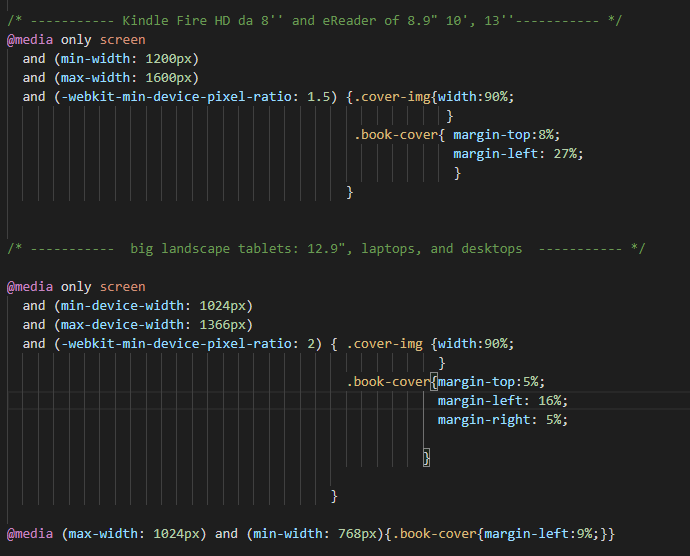 /* ----------- Kindle Fire HD da 8'' and eReader of 8.9" 10', 13''----------- */
@media only screen
and (min-width: 1200px)
and (max-width: 1600px)
and (-webkit-min-device-pixel-ratio: 1.5) {.cover-img{width:90%;
}
.book-cover{ margin-top:8%;
margin-left: 27%;
}
}
/* -----------  big landscape tablets: 12.9", laptops, and desktops  ----------- */
@media only screen
and (min-device-width: 1024px)
and (max-device-width: 1366px)
and (-webkit-min-device-pixel-ratio: 2) { .cover-img {width:90%;
}
.book-cover{margin-top:5%;
margin-left: 16%;
margin-right: 5%;
}
}
@media (max-width: 1024px) and (min-width: 768px){.book-cover{margin-left:9%;}}